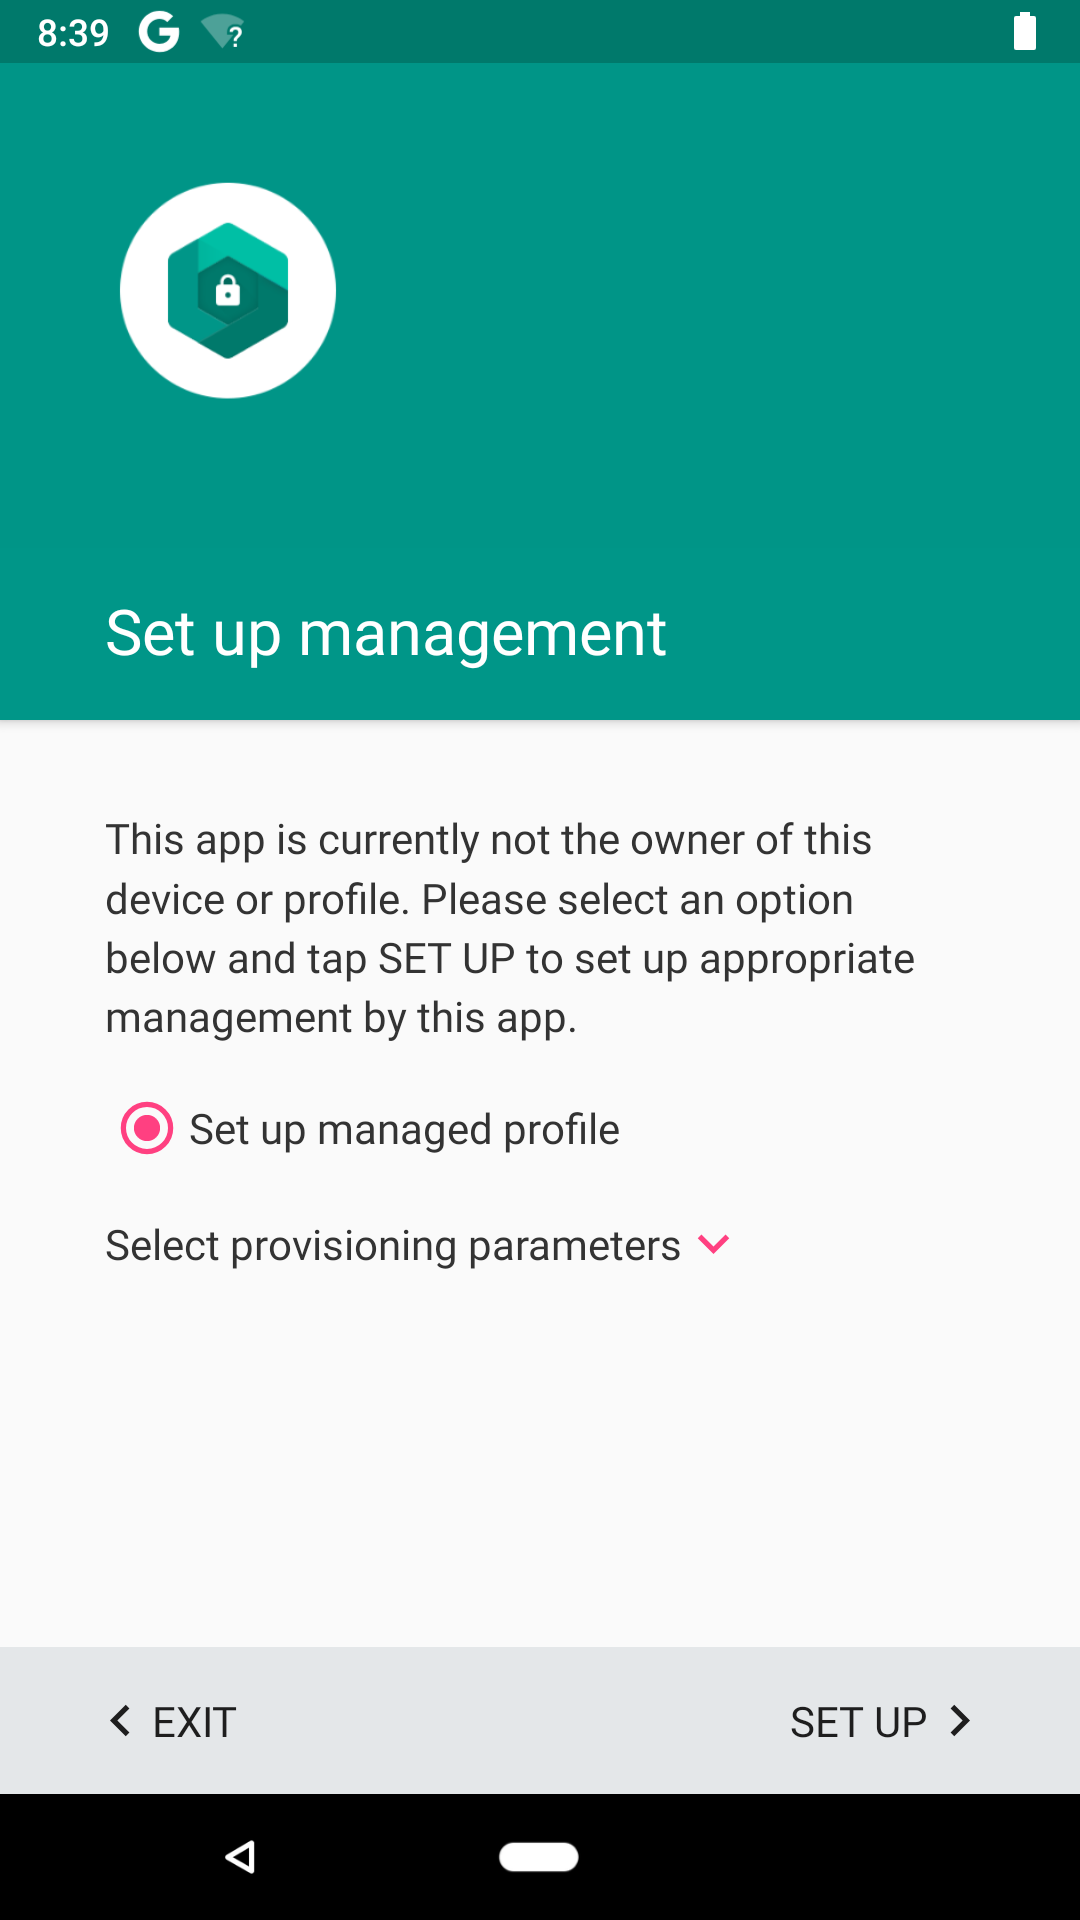 8:39
Set up management
This app is currently not the owner of this
device or profile. Please select an option
below and tap SET UP to set up appropriate
management by this app.
Set up managed profile
Select provisioning parameters
EXIT
SET UP